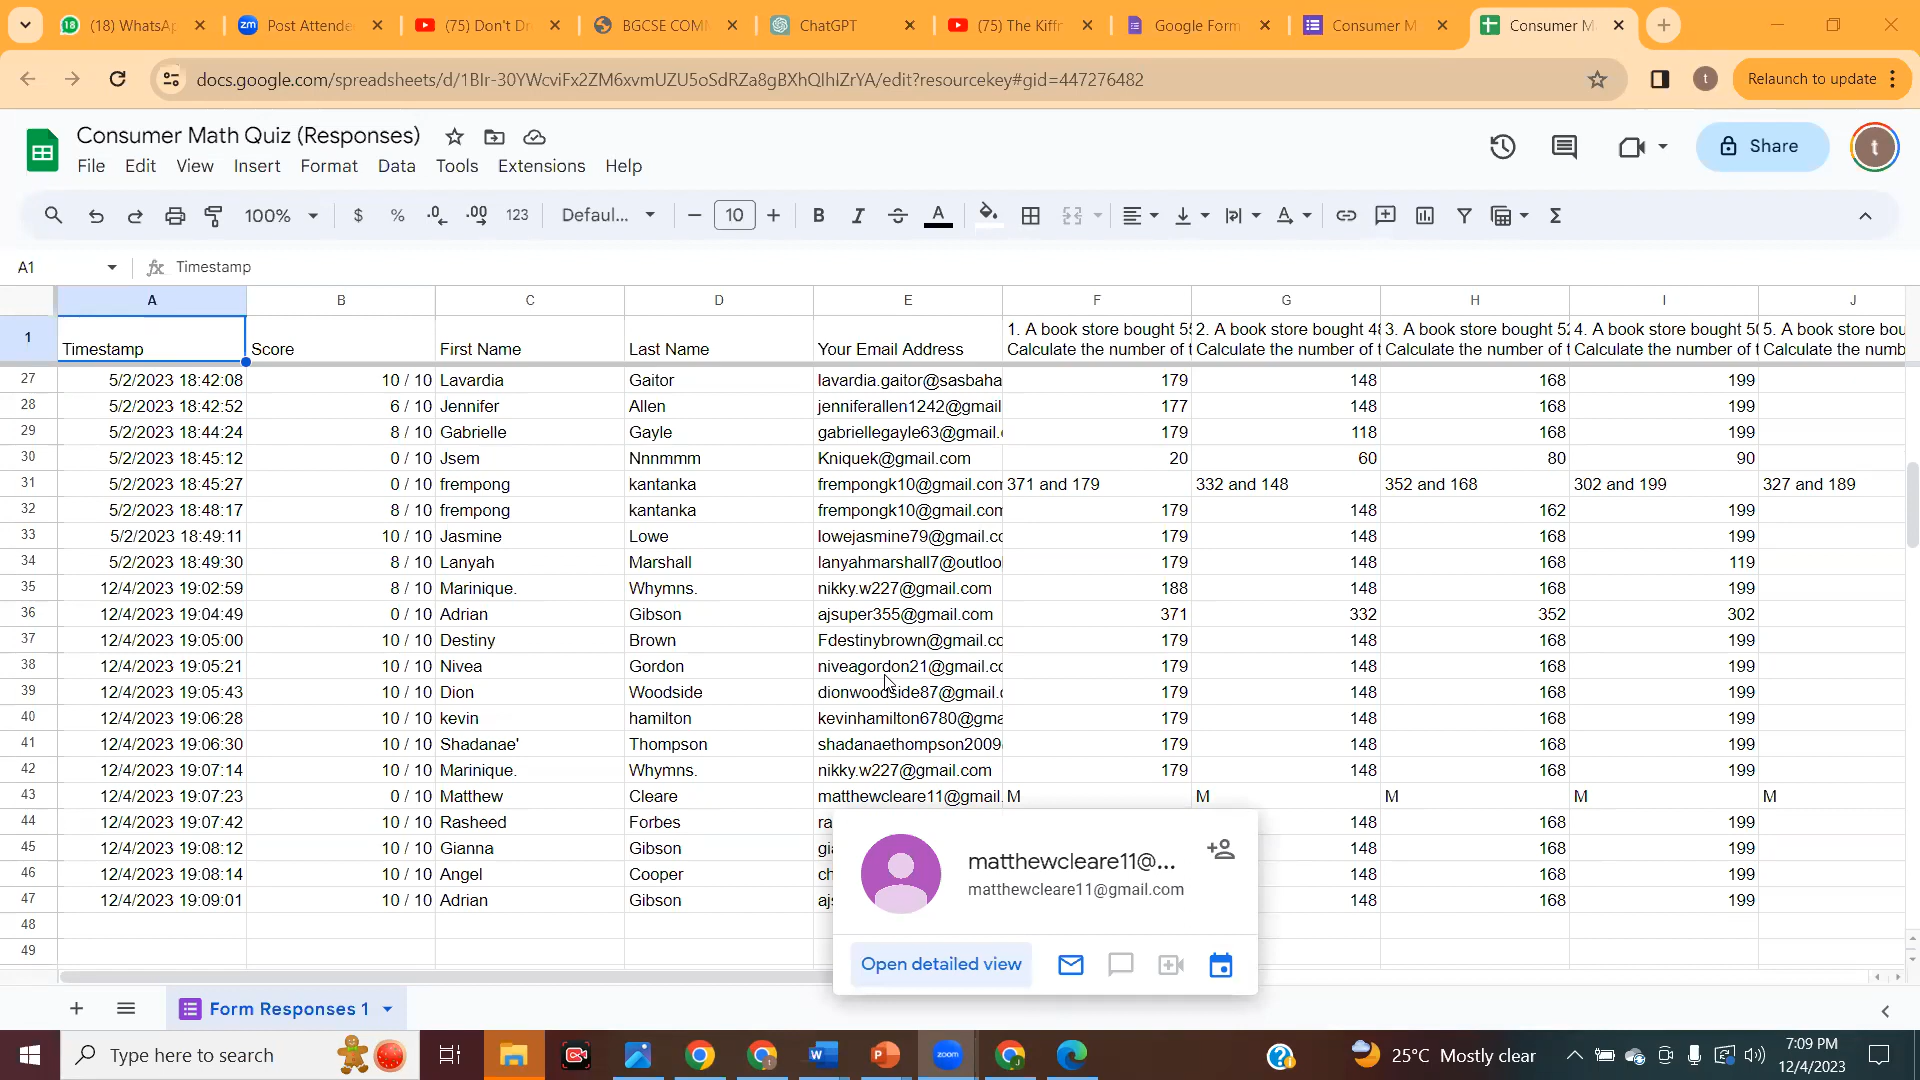 (18) WhatsA Post Attende (75) Don't Dr BGCSE COM ChatGPT (75) The Kiffn Google Form Consumer M Consumer M
docs.google.com/spreadsheets/d/1BIr-30YWcviFx2ZM6xvmUZU5oSdRZa8gBXhQIhIZrYA/edit?resourcekey#gid=447276482 t Relaunch to update
Consumer Math Quiz (Responses)
File Edit View Insert Format Data Tools Extensions Help
Share t
100% $ % .0 .00 123 Defaul... 10 B I A Σ
A1 fx Timestamp
A B C D E F G H I J
1 Timestamp Score First Name Last Name Your Email Address
1. A book store bought 55 2. A book store bought 48 3. A book store bought 52 4. A book store bought 50 5. A book store bou
Calculate the number of t Calculate the number of t Calculate the number of t Calculate the number of t Calculate the numb
27 5/2/2023 18:42:08 10 / 10 Lavardia Gaitor lavardia.gaitor@sasbaha 179 148 168 199
28 5/2/2023 18:42:52 6 / 10 Jennifer Allen jenniferallen1242@gmail 177 148 168 199
29 5/2/2023 18:44:24 8 / 10 Gabrielle Gayle gabriellegayle63@gmail. 179 118 168 199
30 5/2/2023 18:45:12 0 / 10 Jsem Nnnmmm Kniquek@gmail.com 20 60 80 90
31 5/2/2023 18:45:27 0 / 10 frempong kantanka frempongk10@gmail.com 371 and 179 332 and 148 352 and 168 302 and 199 327 and 189
32 5/2/2023 18:48:17 8 / 10 frempong kantanka frempongk10@gmail.com 179 148 162 199
33 5/2/2023 18:49:11 10 / 10 Jasmine Lowe lowejasmine79@gmail.co 179 148 168 199
34 5/2/2023 18:49:30 8 / 10 Lanyah Marshall lanyahmarshall7@outloo 179 148 168 119
35 12/4/2023 19:02:59 8 / 10 Marinique. Whymns. nikky.w227@gmail.com 188 148 168 199
36 12/4/2023 19:04:49 0 / 10 Adrian Gibson ajsuper355@gmail.com 371 332 352 302
37 12/4/2023 19:05:00 10 / 10 Destiny Brown Fdestinybrown@gmail.co 179 148 168 199
38 12/4/2023 19:05:21 10 / 10 Nivea Gordon niveagordon21@gmail.co 179 148 168 199
39 12/4/2023 19:05:43 10 / 10 Dion Woodside dionwoodside87@gmail.c 179 148 168 199
40 12/4/2023 19:06:28 10 / 10 kevin hamilton kevinhamilton6780@gma 179 148 168 199
41 12/4/2023 19:06:30 10 / 10 Shadanae' Thompson shadanaethompson2009 179 148 168 199
42 12/4/2023 19:07:14 10 / 10 Marinique. Whymns. nikky.w227@gmail.com 179 148 168 199
43 12/4/2023 19:07:23 0 / 10 Matthew Cleare matthewcleare11@gmail. M M M M M
44 12/4/2023 19:07:42 10 / 10 Rasheed Forbes ra 148 168 199
45 12/4/2023 19:08:12 10 / 10 Gianna Gibson gi 148 168 199
46 12/4/2023 19:08:14 10 / 10 Angel Cooper ch 148 168 199
47 12/4/2023 19:09:01 10 / 10 Adrian Gibson ajs 148 168 199
48
49
matthewcleare11@...
matthewcleare11@gmail.com
Open detailed view
Form Responses 1
Type here to search zoom 25°C Mostly clear 7:09 PM
12/4/2023